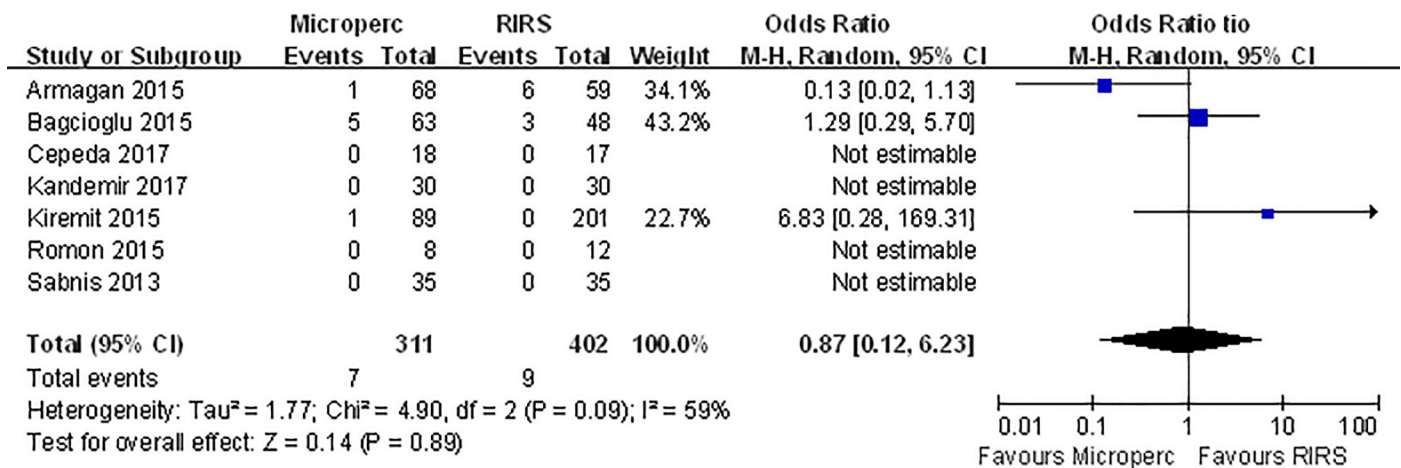 Microperc RIRS Odds Ratio Odds Ratio tio
Study or Subgroup Events Total Events Total Weight M-H, Random, 95% CI M-H, Random, 95% CI
Armagan 2015 1 68 6 59 34.1% 0.13 [0.02, 1.13]
Bagcioglu 2015 5 63 3 48 43.2% 1.29 [0.29, 5.70]
Cepeda 2017 0 18 0 17 Not estimable
Kandemir 2017 0 30 0 30 Not estimable
Kiremit 2015 1 89 0 201 22.7% 6.83 [0.28, 169.31]
Romon 2015 0 8 0 12 Not estimable
Sabnis 2013 0 35 0 35 Not estimable
Total (95% CI) 311 402 100.0% 0.87 [0.12, 6.23]
Total events 7 9
Heterogeneity: Tau² = 1.77; Chi² = 4.90, df = 2 (P = 0.09); I² = 59%
Test for overall effect: Z = 0.14 (P = 0.89)
0.01 0.1 1 10 100
Favours Microperc Favours RIRS